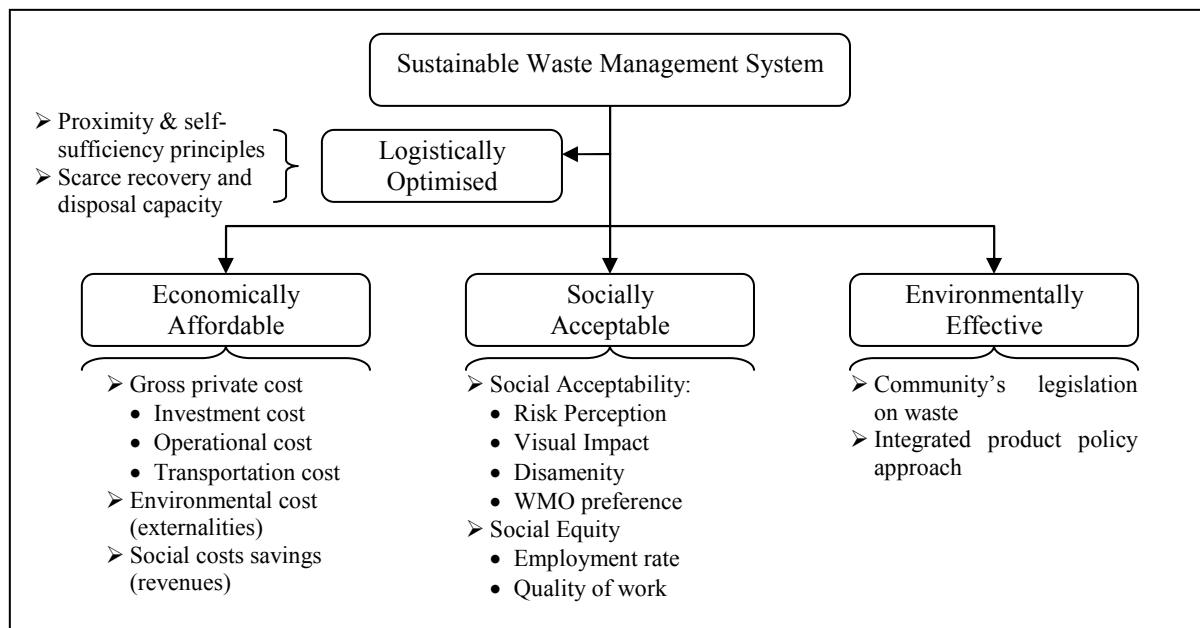 Sustainable Waste Management System
➢ Proximity & self-
sufficiency principles
➢ Scarce recovery and
disposal capacity
Logistically
Optimised
Economically
Affordable
➢ Gross private cost
• Investment cost
• Operational cost
• Transportation cost
➢ Environmental cost
(externalities)
➢ Social costs savings
(revenues)
Socially
Acceptable
➢ Social Acceptability:
• Risk Perception
• Visual Impact
• Disamenity
• WMO preference
➢ Social Equity
• Employment rate
• Quality of work
Environmentally
Effective
➢ Community’s legislation
on waste
➢ Integrated product policy
approach